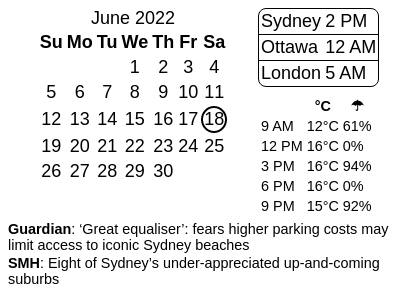 June 2022
Su Mo Tu We Th Fr Sa
1 2 3 4
5 6 7 8 9 10 11
12 13 14 15 16 17 18
19 20 21 22 23 24 25
26 27 28 29 30
Sydney 2 PM
Ottawa 12 AM
London 5 AM
°C ☂
9 AM 12°C 61%
12 PM 16°C 0%
3 PM 16°C 94%
6 PM 16°C 0%
9 PM 15°C 92%
Guardian: ‘Great equaliser’: fears higher parking costs may
limit access to iconic Sydney beaches
SMH: Eight of Sydney’s under-appreciated up-and-coming
suburbs